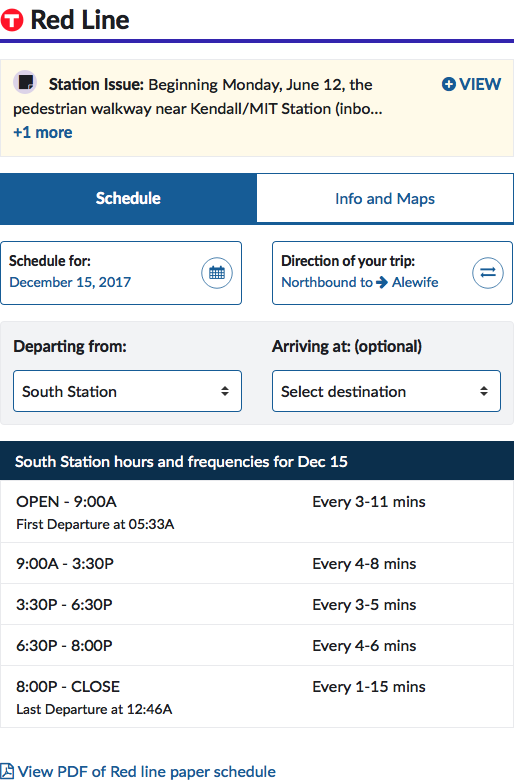 T Red Line
Station Issue: Beginning Monday, June 12, the
pedestrian walkway near Kendall/MIT Station (inbo...
+1 more
VIEW
Schedule
Info and Maps
Schedule for:
December 15, 2017
Direction of your trip:
Northbound to → Alewife
Departing from:
South Station
Arriving at: (optional)
Select destination
South Station hours and frequencies for Dec 15
OPEN - 9:00A Every 3-11 mins
First Departure at 05:33A
9:00A - 3:30P Every 4-8 mins
3:30P - 6:30P Every 3-5 mins
6:30P - 8:00P Every 4-6 mins
8:00P - CLOSE Every 1-15 mins
Last Departure at 12:46A
View PDF of Red line paper schedule